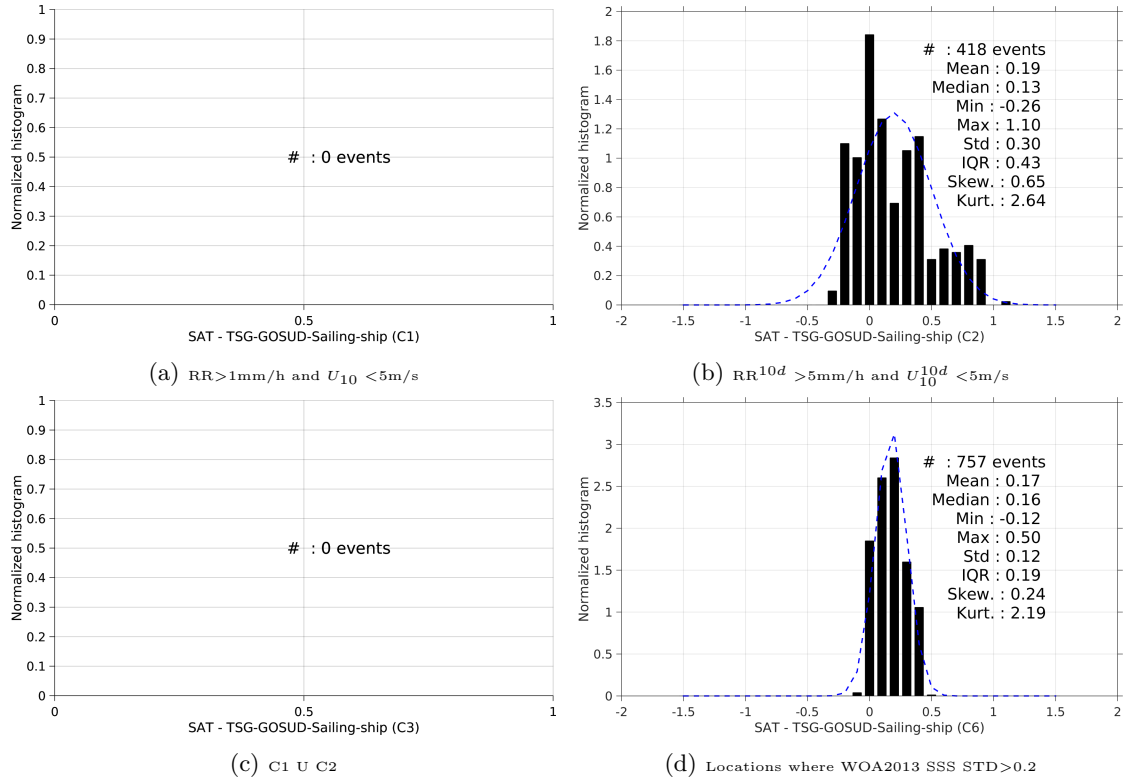 1
0.9
0.8
0.7
0.6
0.5
0.4
0.3
0.2
0.1
0
Normalized histogram
# : 0 events
0 0.5 1
SAT - TSG-GOSUD-Sailing-ship (C1)
(a) RR>1mm/h and U10 <5m/s
2
1.8
1.6
1.4
1.2
1
0.8
0.6
0.4
0.2
0
Normalized histogram
# : 418 events
Mean : 0.19
Median : 0.13
Min : -0.26
Max : 1.10
Std : 0.30
IQR : 0.43
Skew. : 0.65
Kurt. : 2.64
-2 -1.5 -1 -0.5 0 0.5 1 1.5 2
SAT - TSG-GOSUD-Sailing-ship (C2)
(b) RR10d >5mm/h and U10d10 <5m/s
1
0.9
0.8
0.7
0.6
0.5
0.4
0.3
0.2
0.1
0
Normalized histogram
# : 0 events
0 0.5 1
SAT - TSG-GOSUD-Sailing-ship (C3)
(c) C1 U C2
3.5
3
2.5
2
1.5
1
0.5
0
Normalized histogram
# : 757 events
Mean : 0.17
Median : 0.16
Min : -0.12
Max : 0.50
Std : 0.12
IQR : 0.19
Skew. : 0.24
Kurt. : 2.19
-2 -1.5 -1 -0.5 0 0.5 1 1.5 2
SAT - TSG-GOSUD-Sailing-ship (C6)
(d) Locations where WOA2013 SSS STD>0.2